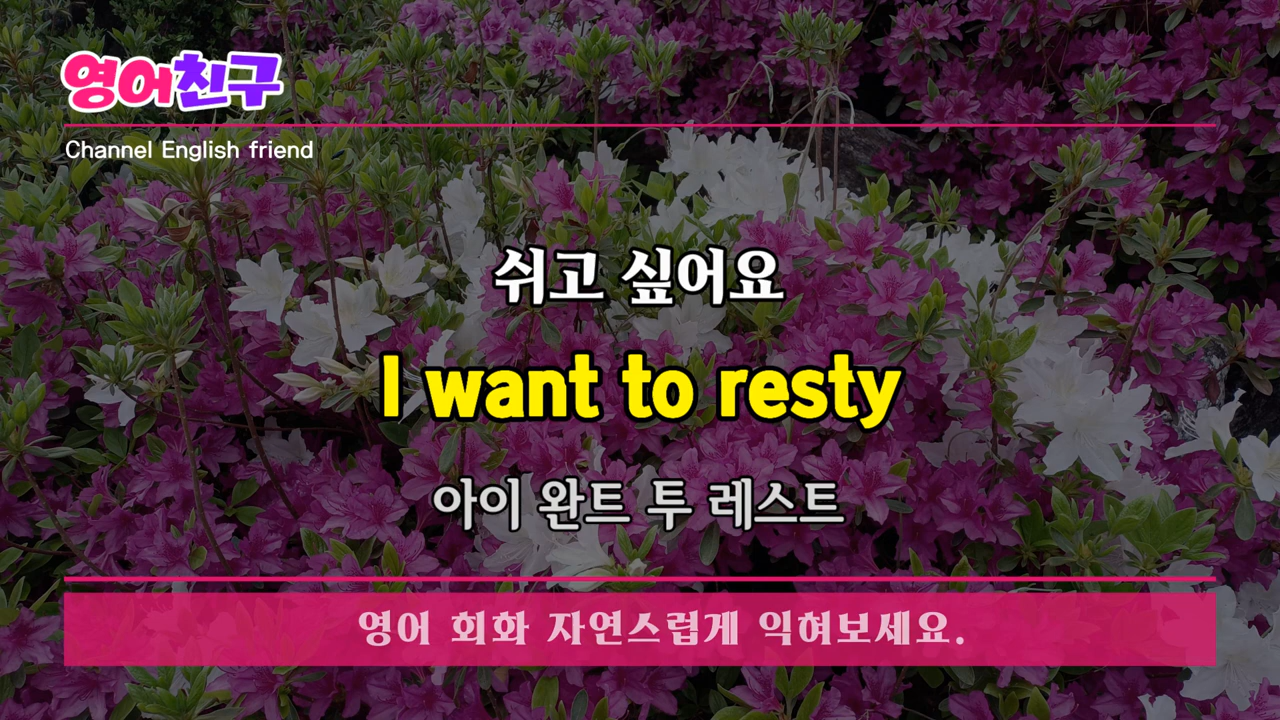 영어친구
Channel English friend
쉬고 싶어요
I want to resty
아이 완트 투 레스트
영어 회화 자연스럽게 익혀보세요.